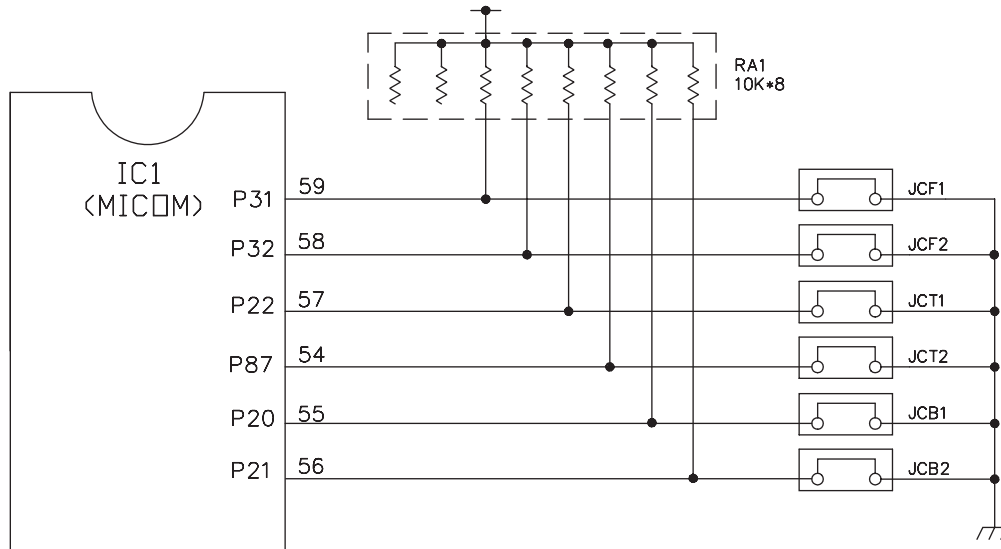 RA1
10K*8
IC1
(MICOM)
P31 59 JCF1
P32 58 JCF2
P22 57 JCT1
P87 54 JCT2
P20 55 JCB1
P21 56 JCB2